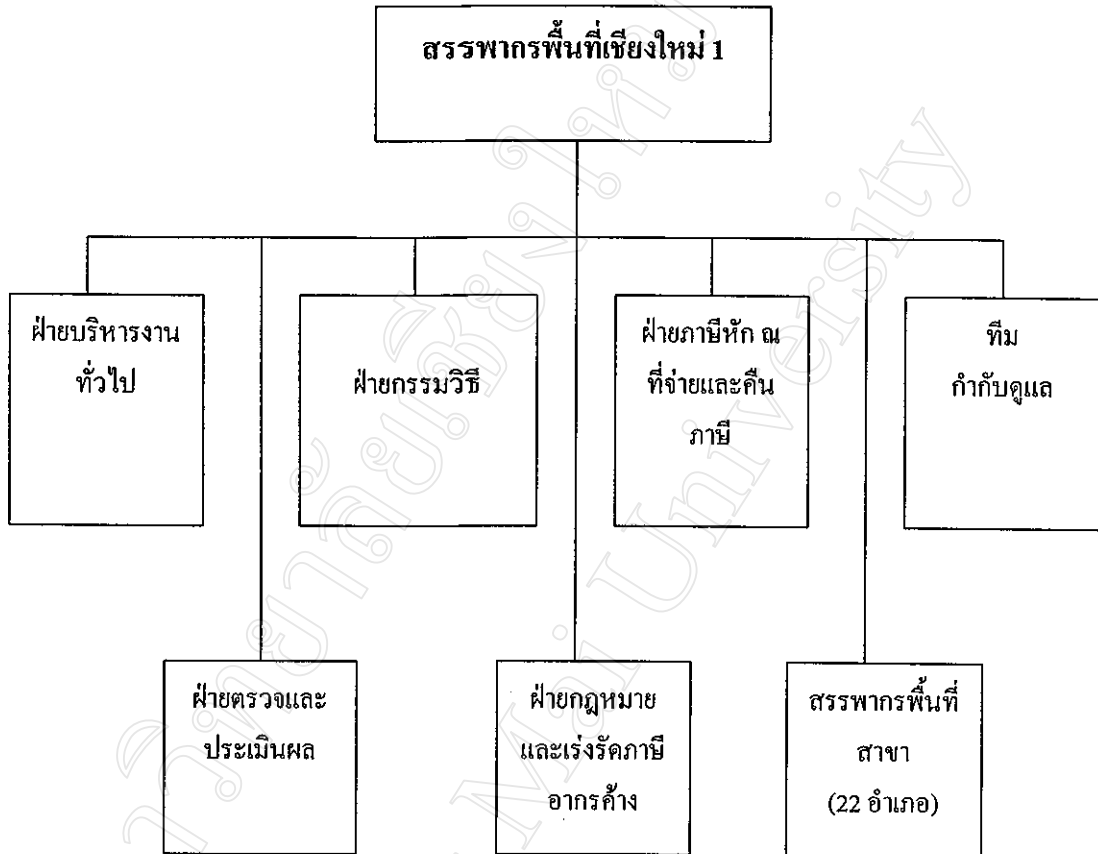 สรรพากรพื้นที่เชียงใหม่ 1
ฝ่ายบริหารงาน
ทั่วไป
ฝ่ายกรรมวิธี
ฝ่ายภาษีหัก ณ
ที่จ่ายและคืน
ภาษี
ทีม
กำกับดูแล
ฝ่ายตรวจและ
ประเมินผล
ฝ่ายกฎหมาย
และเร่งรัดภาษี
อากรค้าง
สรรพากรพื้นที่
สาขา
(22 อำเภอ)
Mai University